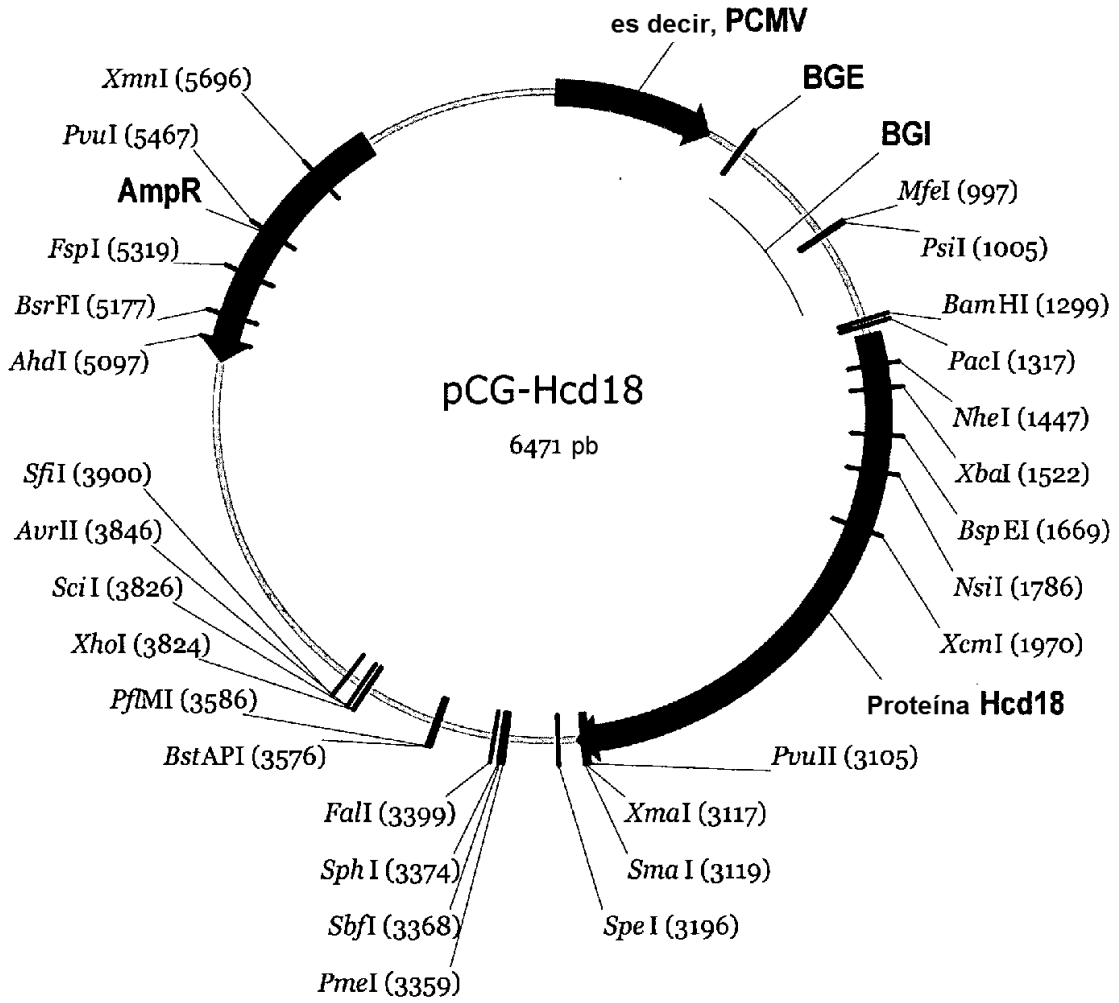 es decir, PCMV
BGE
BGI
MfeI (997)
PsiI (1005)
BamHI (1299)
PacI (1317)
NheI (1447)
XbaI (1522)
BspEI (1669)
NsiI (1786)
XcmI (1970)
Proteína Hcd18
PvuII (3105)
XmaI (3117)
SmaI (3119)
SpeI (3196)
PmeI (3359)
SbfI (3368)
SphI (3374)
FalI (3399)
BstAPI (3576)
PflMI (3586)
XhoI (3824)
SciI (3826)
AvrII (3846)
SfiI (3900)
AhdI (5097)
BsrFI (5177)
FspI (5319)
AmpR
PvuI (5467)
XmnI (5696)
pCG-Hcd18
6471 pb